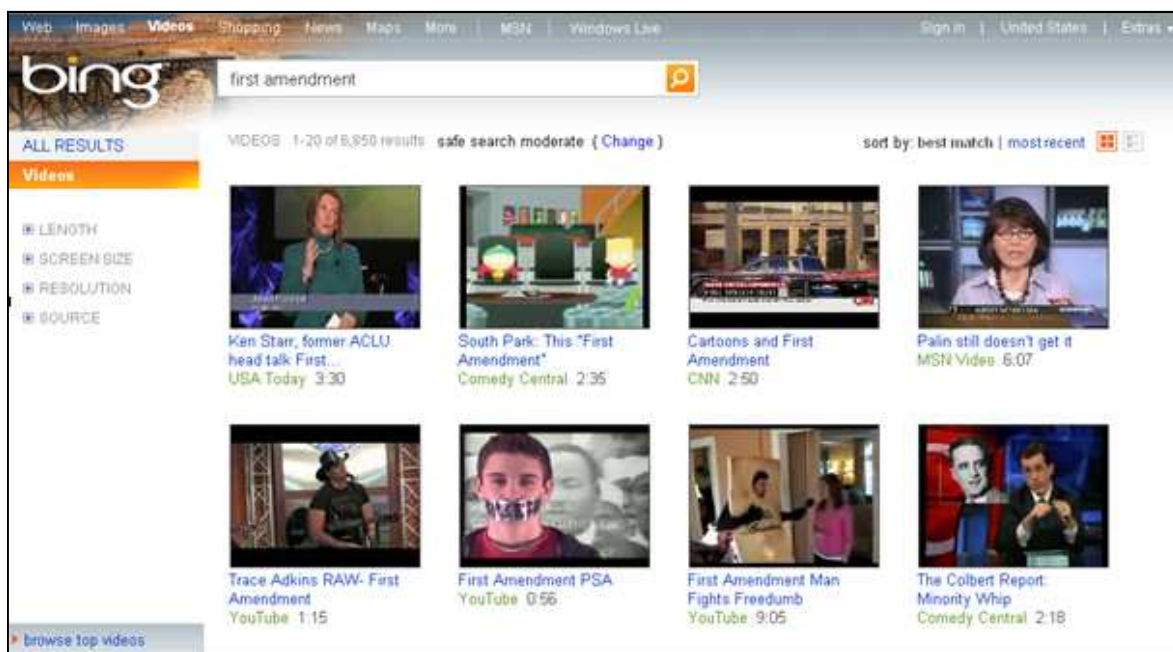 Web Images Videos Shopping News Maps More | MSN | Windows Live Sign in | United States | Extras
bing
first amendment
ALL RESULTS
VIDEOS 1-20 of 6,850 results safe search moderate ( Change ) sort by: best match | most recent
Videos
LENGTH
SCREEN SIZE
RESOLUTION
SOURCE
Ken Starr, former ACLU
head talk First...
USA Today 3:30
South Park: This "First
Amendment"
Comedy Central 2:35
Cartoons and First
Amendment
CNN 2:50
Palin still doesn't get it
MSN Video 6:07
Trace Adkins RAW- First
Amendment
YouTube 1:15
First Amendment PSA
YouTube 0:56
First Amendment Man
Fights Freedumb
YouTube 9:05
The Colbert Report:
Minority Whip
Comedy Central 2:18
browse top videos